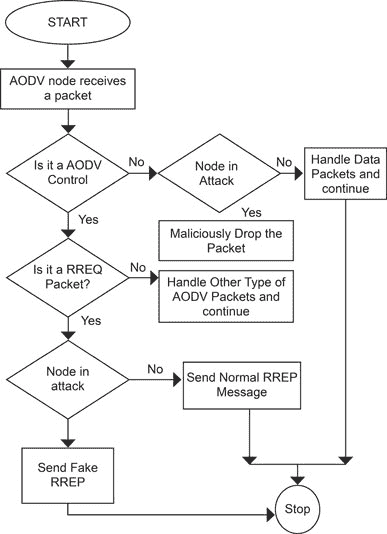 START
AODV node receives
a packet
Is it a AODV
Control
No
Node in
Attack
No
Handle Data
Packets and
continue
Yes
Yes
Maliciously Drop the
Packet
Is it a RREQ
Packet?
No
Handle Other Type of
AODV Packets and
continue
Yes
Node in
attack
No
Send Normal RREP
Message
Yes
Send Fake
RREP
Stop